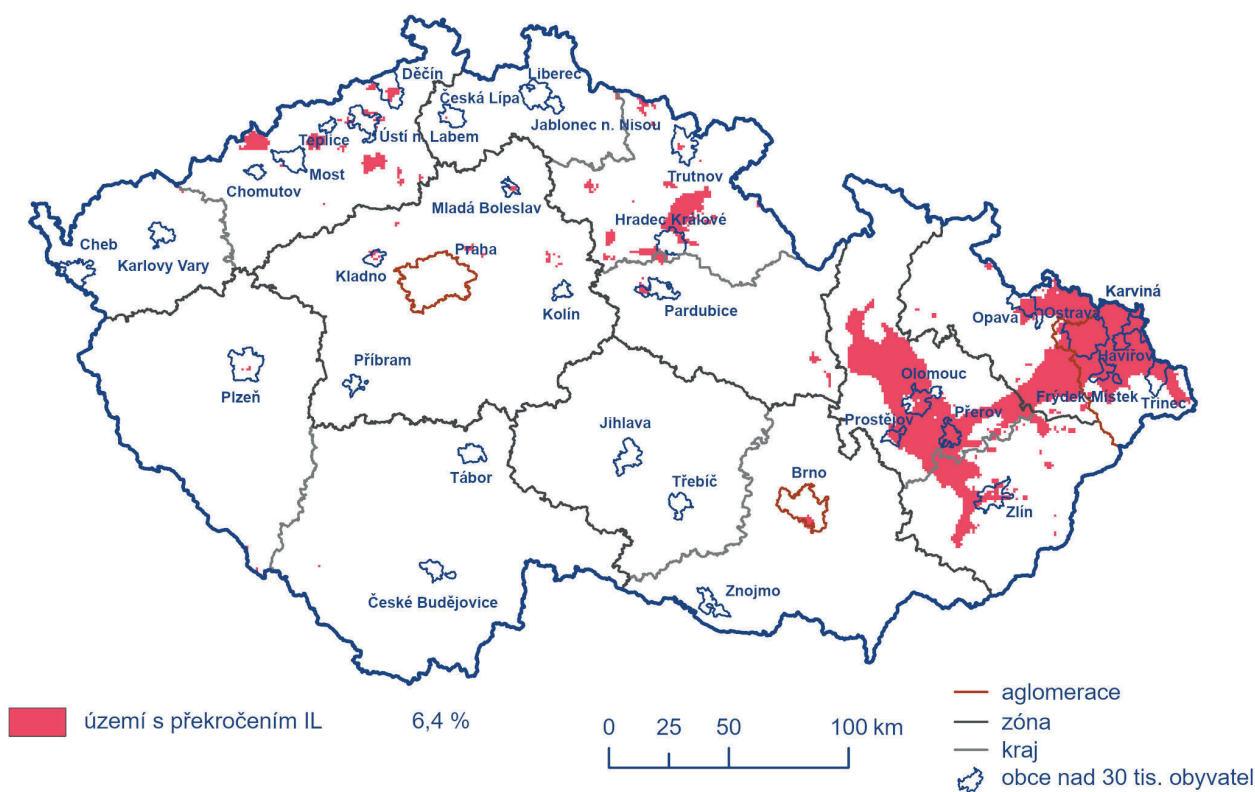 Děčín
Liberec
Česká Lípa
Jablonec n. Nisou
Teplice
Ústí n. Labem
Trutnov
Most
Chomutov
Mladá Boleslav
Hradec Králové
Cheb
Karlovy Vary
Praha
Kladno
Kolín
Pardubice
Karviná
Opava
Ostrava
Havířov
Příbram
Plzeň
Olomouc
Frýdek-Místek
Třinec
Prostějov
Přerov
Jihlava
Tábor
Třebíč
Brno
Zlín
České Budějovice
Znojmo
území s překročením IL 6,4 %
0 25 50 100 km
aglomerace
zóna
kraj
obce nad 30 tis. obyvatel